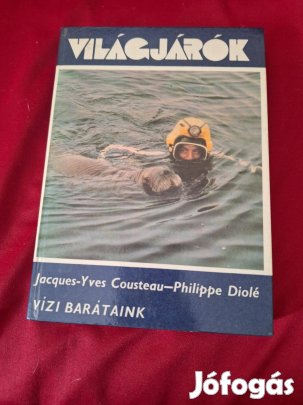 VILÁGJÁRÓK
Jacques-Yves Cousteau—Philippe Diolé
VÍZI BARÁTAINK
Jófogás